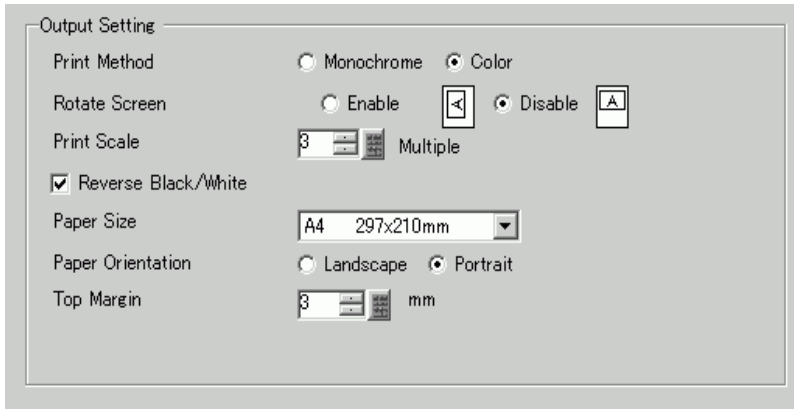 Output Setting
Print Method Monochrome Color
Rotate Screen Enable A Disable A
Print Scale 3 Multiple
Reverse Black/White
Paper Size A4 297x210mm
Paper Orientation Landscape Portrait
Top Margin 3 mm